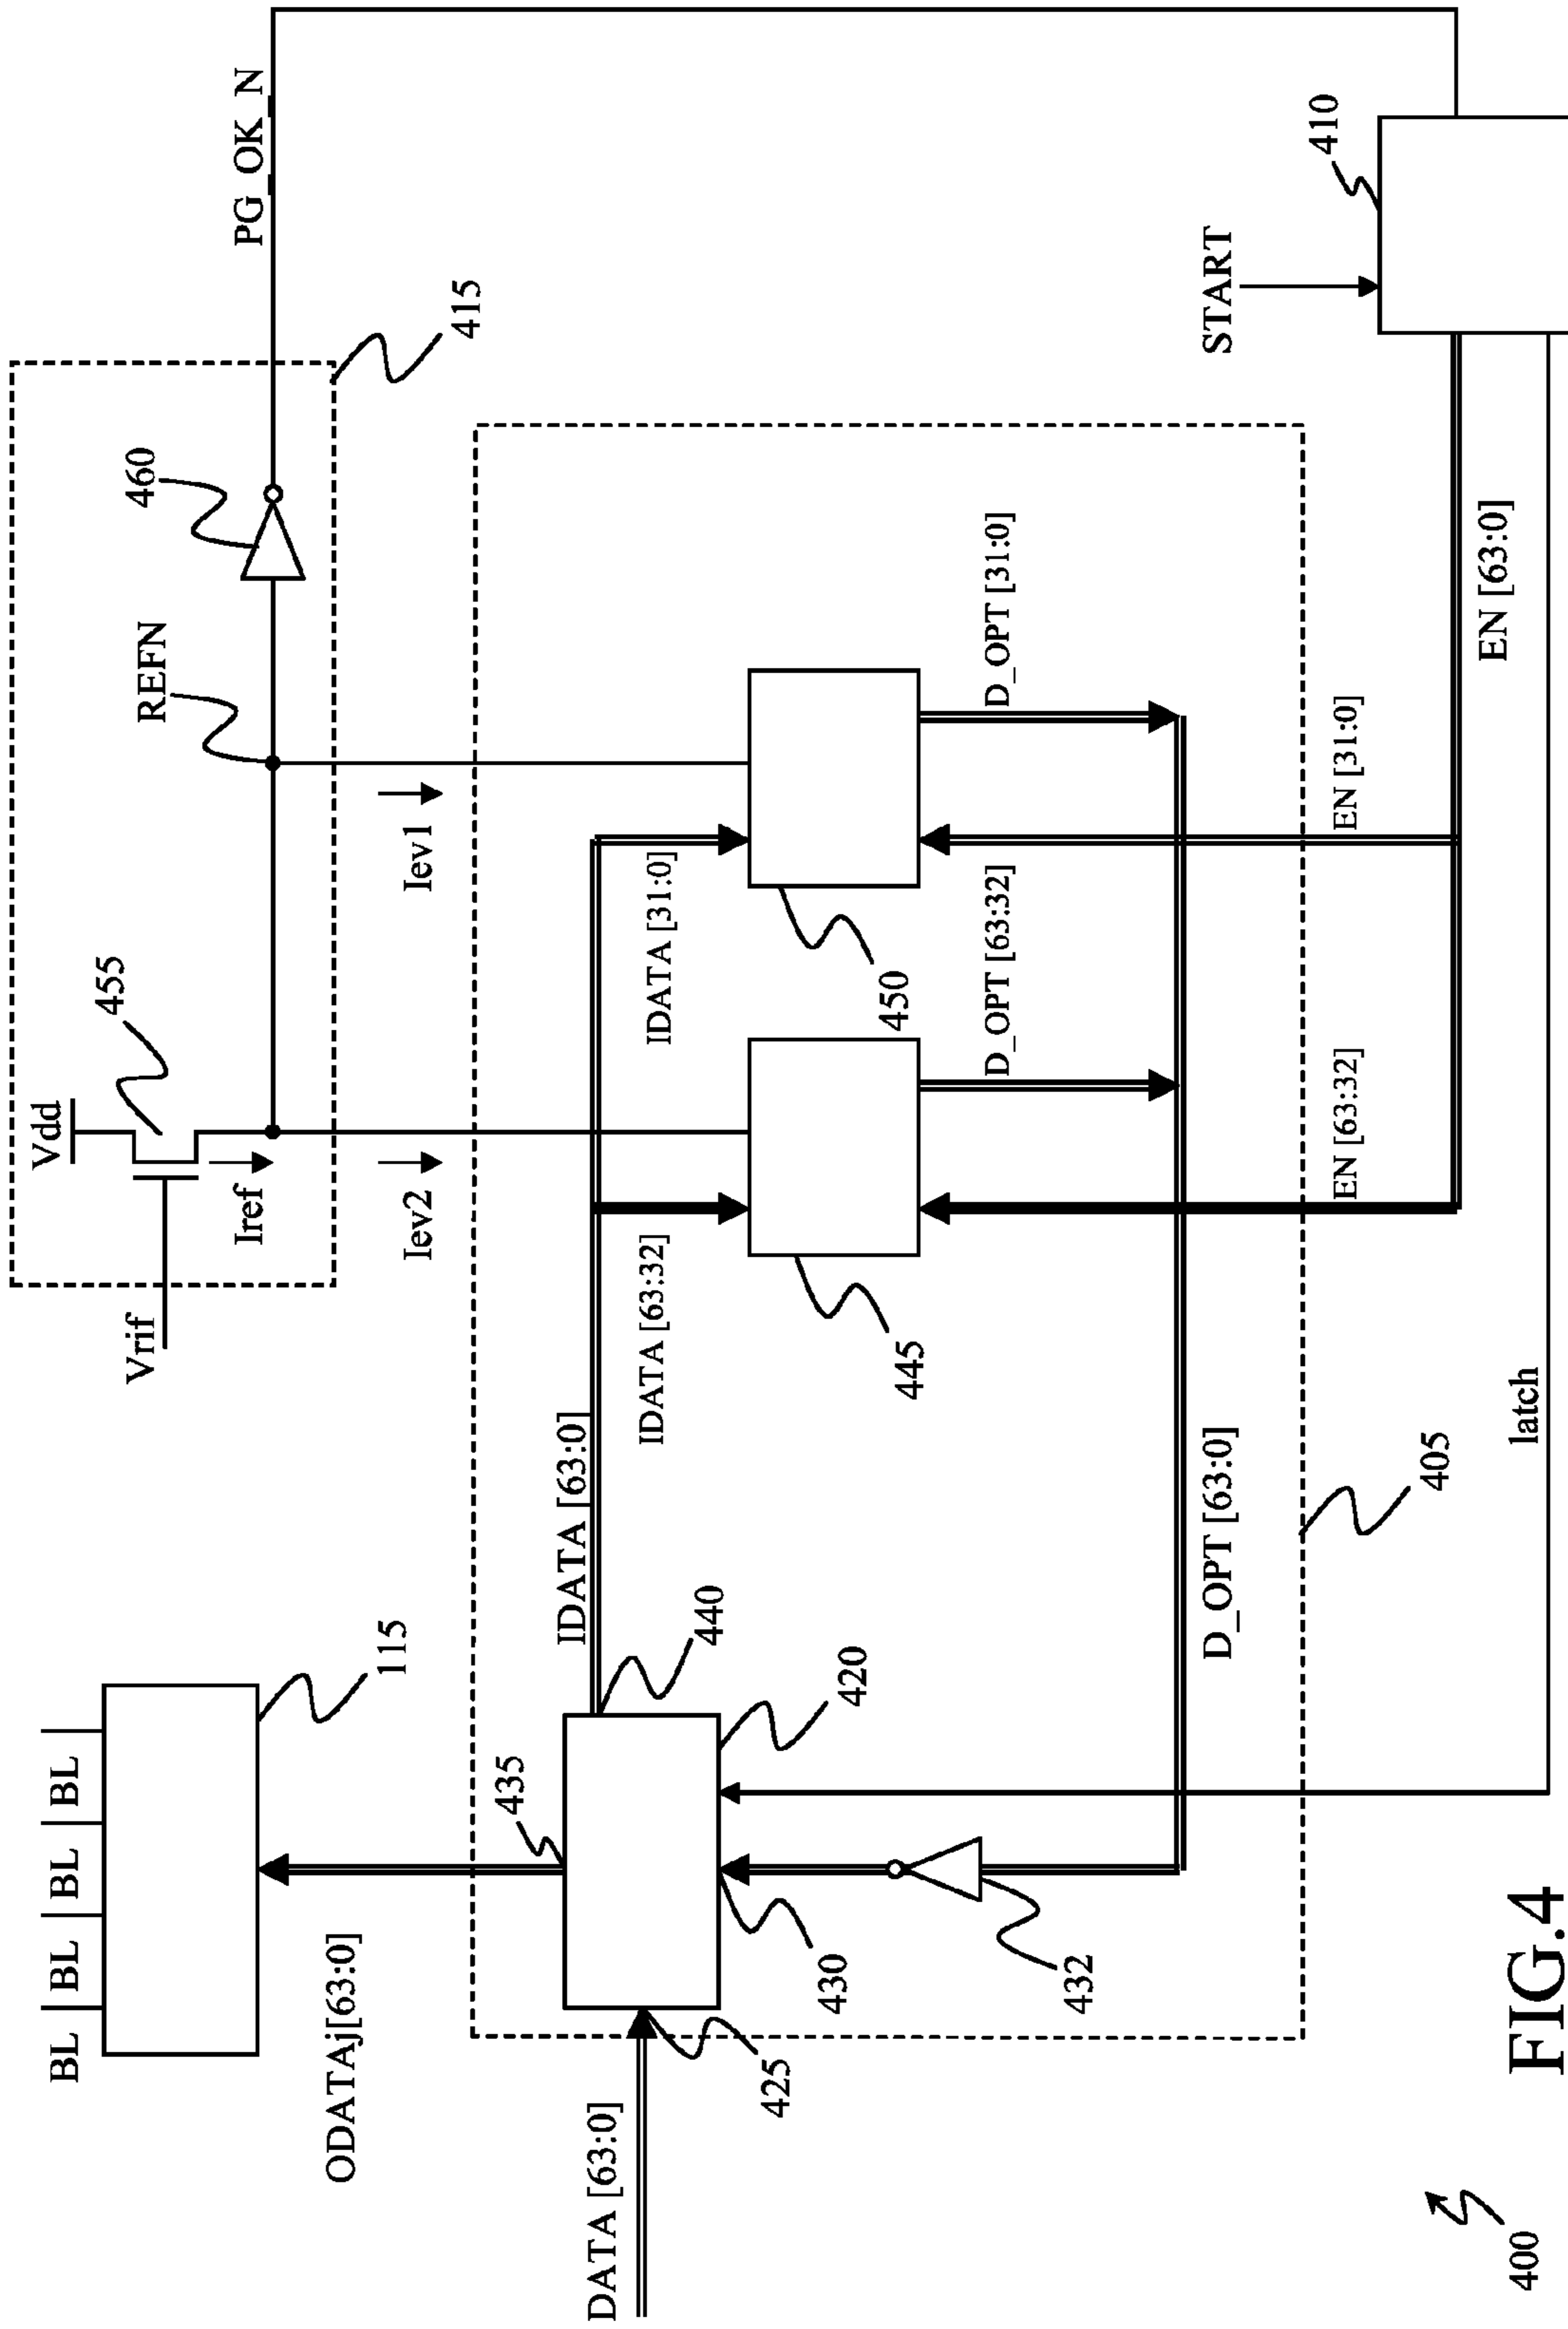 BL
BL
BL
BL
115
ODATAj[63:0]
DATA [63:0]
425
435
440
420
430
432
IDATA [63:0]
D_OPT [63:0]
405
latch
Vrif
Vdd
455
Iref
Iev2
Iev1
REFN
460
415
PG_OK_N
IDATA [63:32]
445
IDATA [31:0]
450
D_OPT [63:32]
D_OPT [31:0]
EN [63:32]
EN [31:0]
EN [63:0]
START
410
400
FIG.4